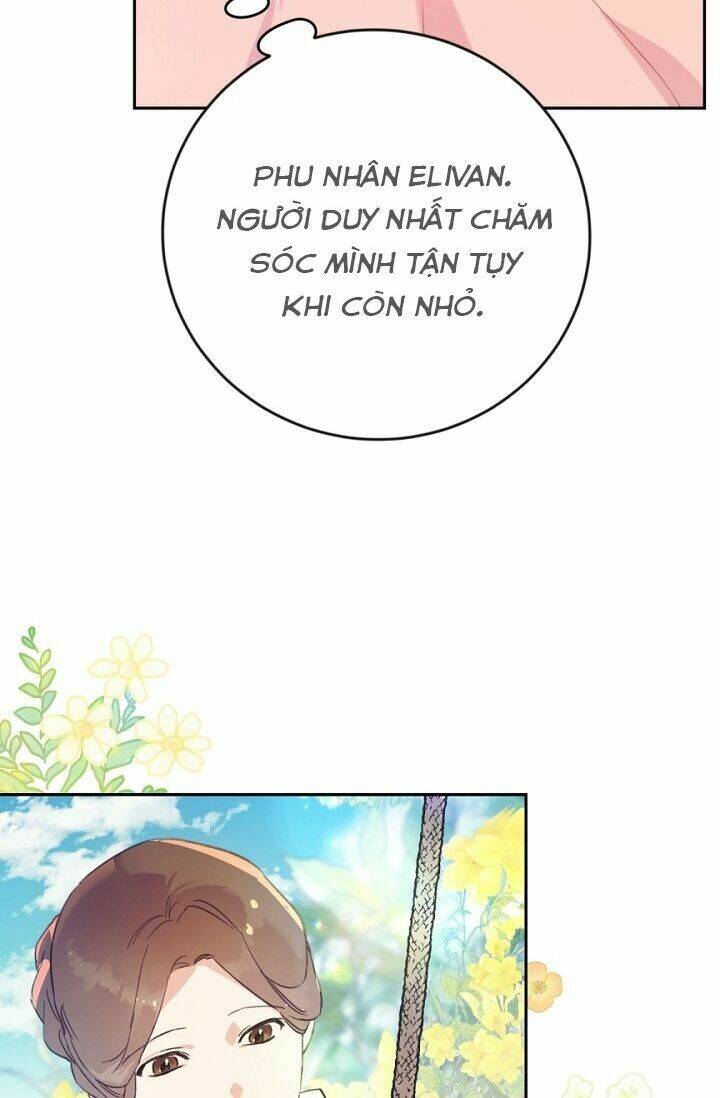 PHU NHÂN ELIVAN.
NGƯỜI DUY NHẤT CHĂM
SÓC MÌNH TẬN TỤY
KHI CÒN NHỎ.